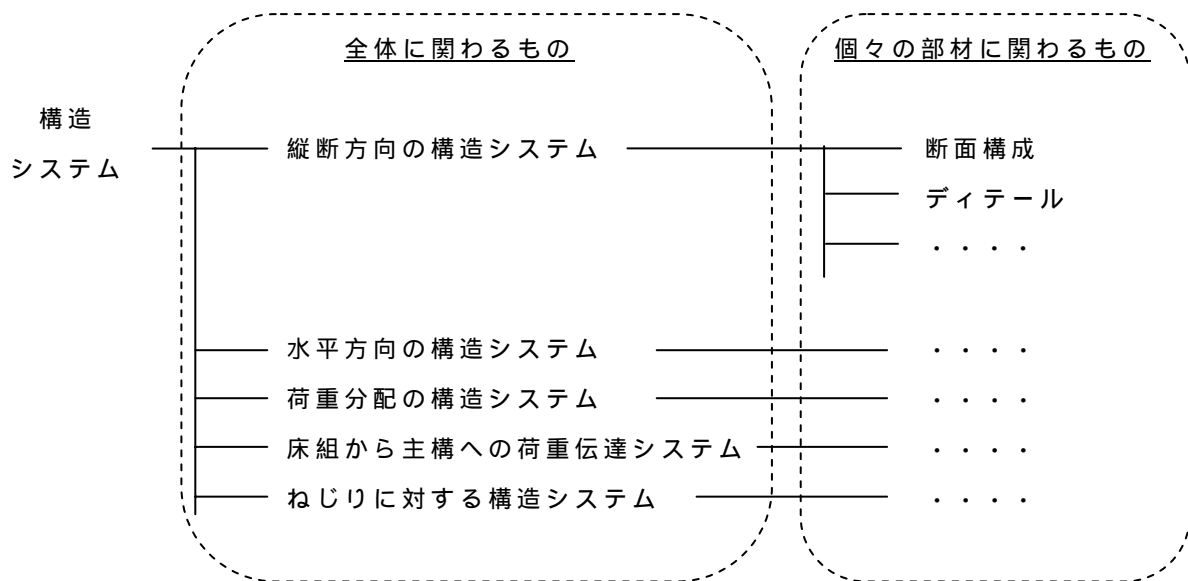 全体に関わるもの
個々の部材に関わるもの
構造
システム
縦断方向の構造システム
断面構成
ディテール
・・・・
水平方向の構造システム
・・・・
荷重分配の構造システム
・・・・
床組から主構への荷重伝達システム
・・・・
ねじりに対する構造システム
・・・・